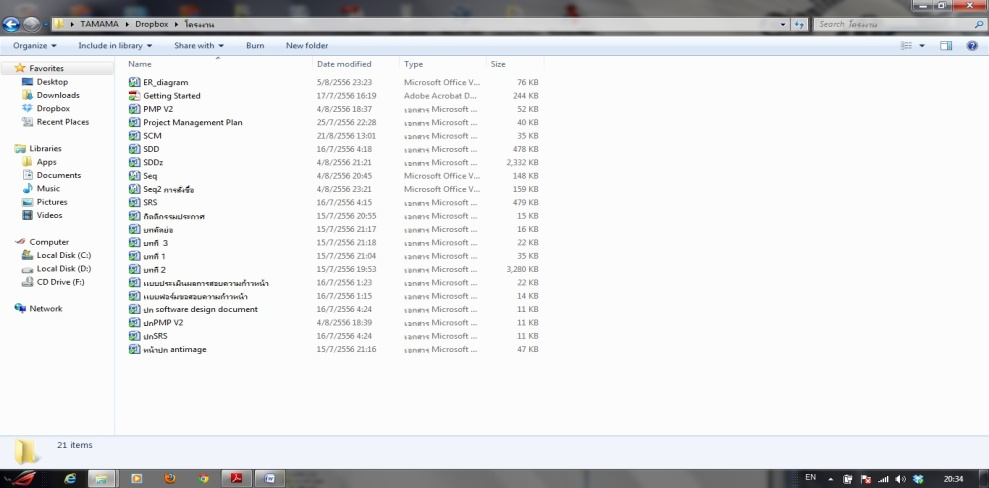 TAMAMA Dropbox โครงงาน
Search โครงงาน
Organize Include in library Share with Burn New folder
Favorites
Desktop
Downloads
Dropbox
Recent Places
Libraries
Apps
Documents
Music
Pictures
Videos
Computer
Local Disk (C:)
Local Disk (D:)
CD Drive (F:)
Network
Name Date modified Type Size
ER_diagram 5/8/2556 23:23 Microsoft Office V... 76 KB
Getting Started 17/7/2556 16:19 Adobe Acrobat D... 244 KB
PMP V2 4/8/2556 18:37 เอกสาร Microsoft ... 52 KB
Project Management Plan 25/7/2556 22:28 เอกสาร Microsoft ... 40 KB
SCM 21/8/2556 13:01 เอกสาร Microsoft ... 35 KB
SDD 16/7/2556 4:18 เอกสาร Microsoft ... 478 KB
SDDz 4/8/2556 21:21 เอกสาร Microsoft ... 2,332 KB
Seq 4/8/2556 20:45 Microsoft Office V... 148 KB
Seq2 การสั่งซื้อ 4/8/2556 23:21 Microsoft Office V... 159 KB
SRS 16/7/2556 4:15 เอกสาร Microsoft ... 479 KB
กิตติกรรมประกาศ 15/7/2556 20:55 เอกสาร Microsoft ... 15 KB
บทคัดย่อ 15/7/2556 21:17 เอกสาร Microsoft ... 16 KB
บทที่ 3 15/7/2556 21:18 เอกสาร Microsoft ... 22 KB
บทที่ 1 15/7/2556 21:04 เอกสาร Microsoft ... 35 KB
บทที่ 2 15/7/2556 19:53 เอกสาร Microsoft ... 3,280 KB
แบบประเมินผลการสอบความก้าวหน้า 16/7/2556 1:23 เอกสาร Microsoft ... 22 KB
แบบฟอร์มขอสอบความก้าวหน้า 16/7/2556 1:15 เอกสาร Microsoft ... 14 KB
ปก software design document 16/7/2556 4:24 เอกสาร Microsoft ... 11 KB
ปกPMP V2 4/8/2556 18:39 เอกสาร Microsoft ... 11 KB
ปกSRS 16/7/2556 4:24 เอกสาร Microsoft ... 11 KB
หน้าปก antimage 15/7/2556 21:16 เอกสาร Microsoft ... 47 KB
21 items
EN 20:34